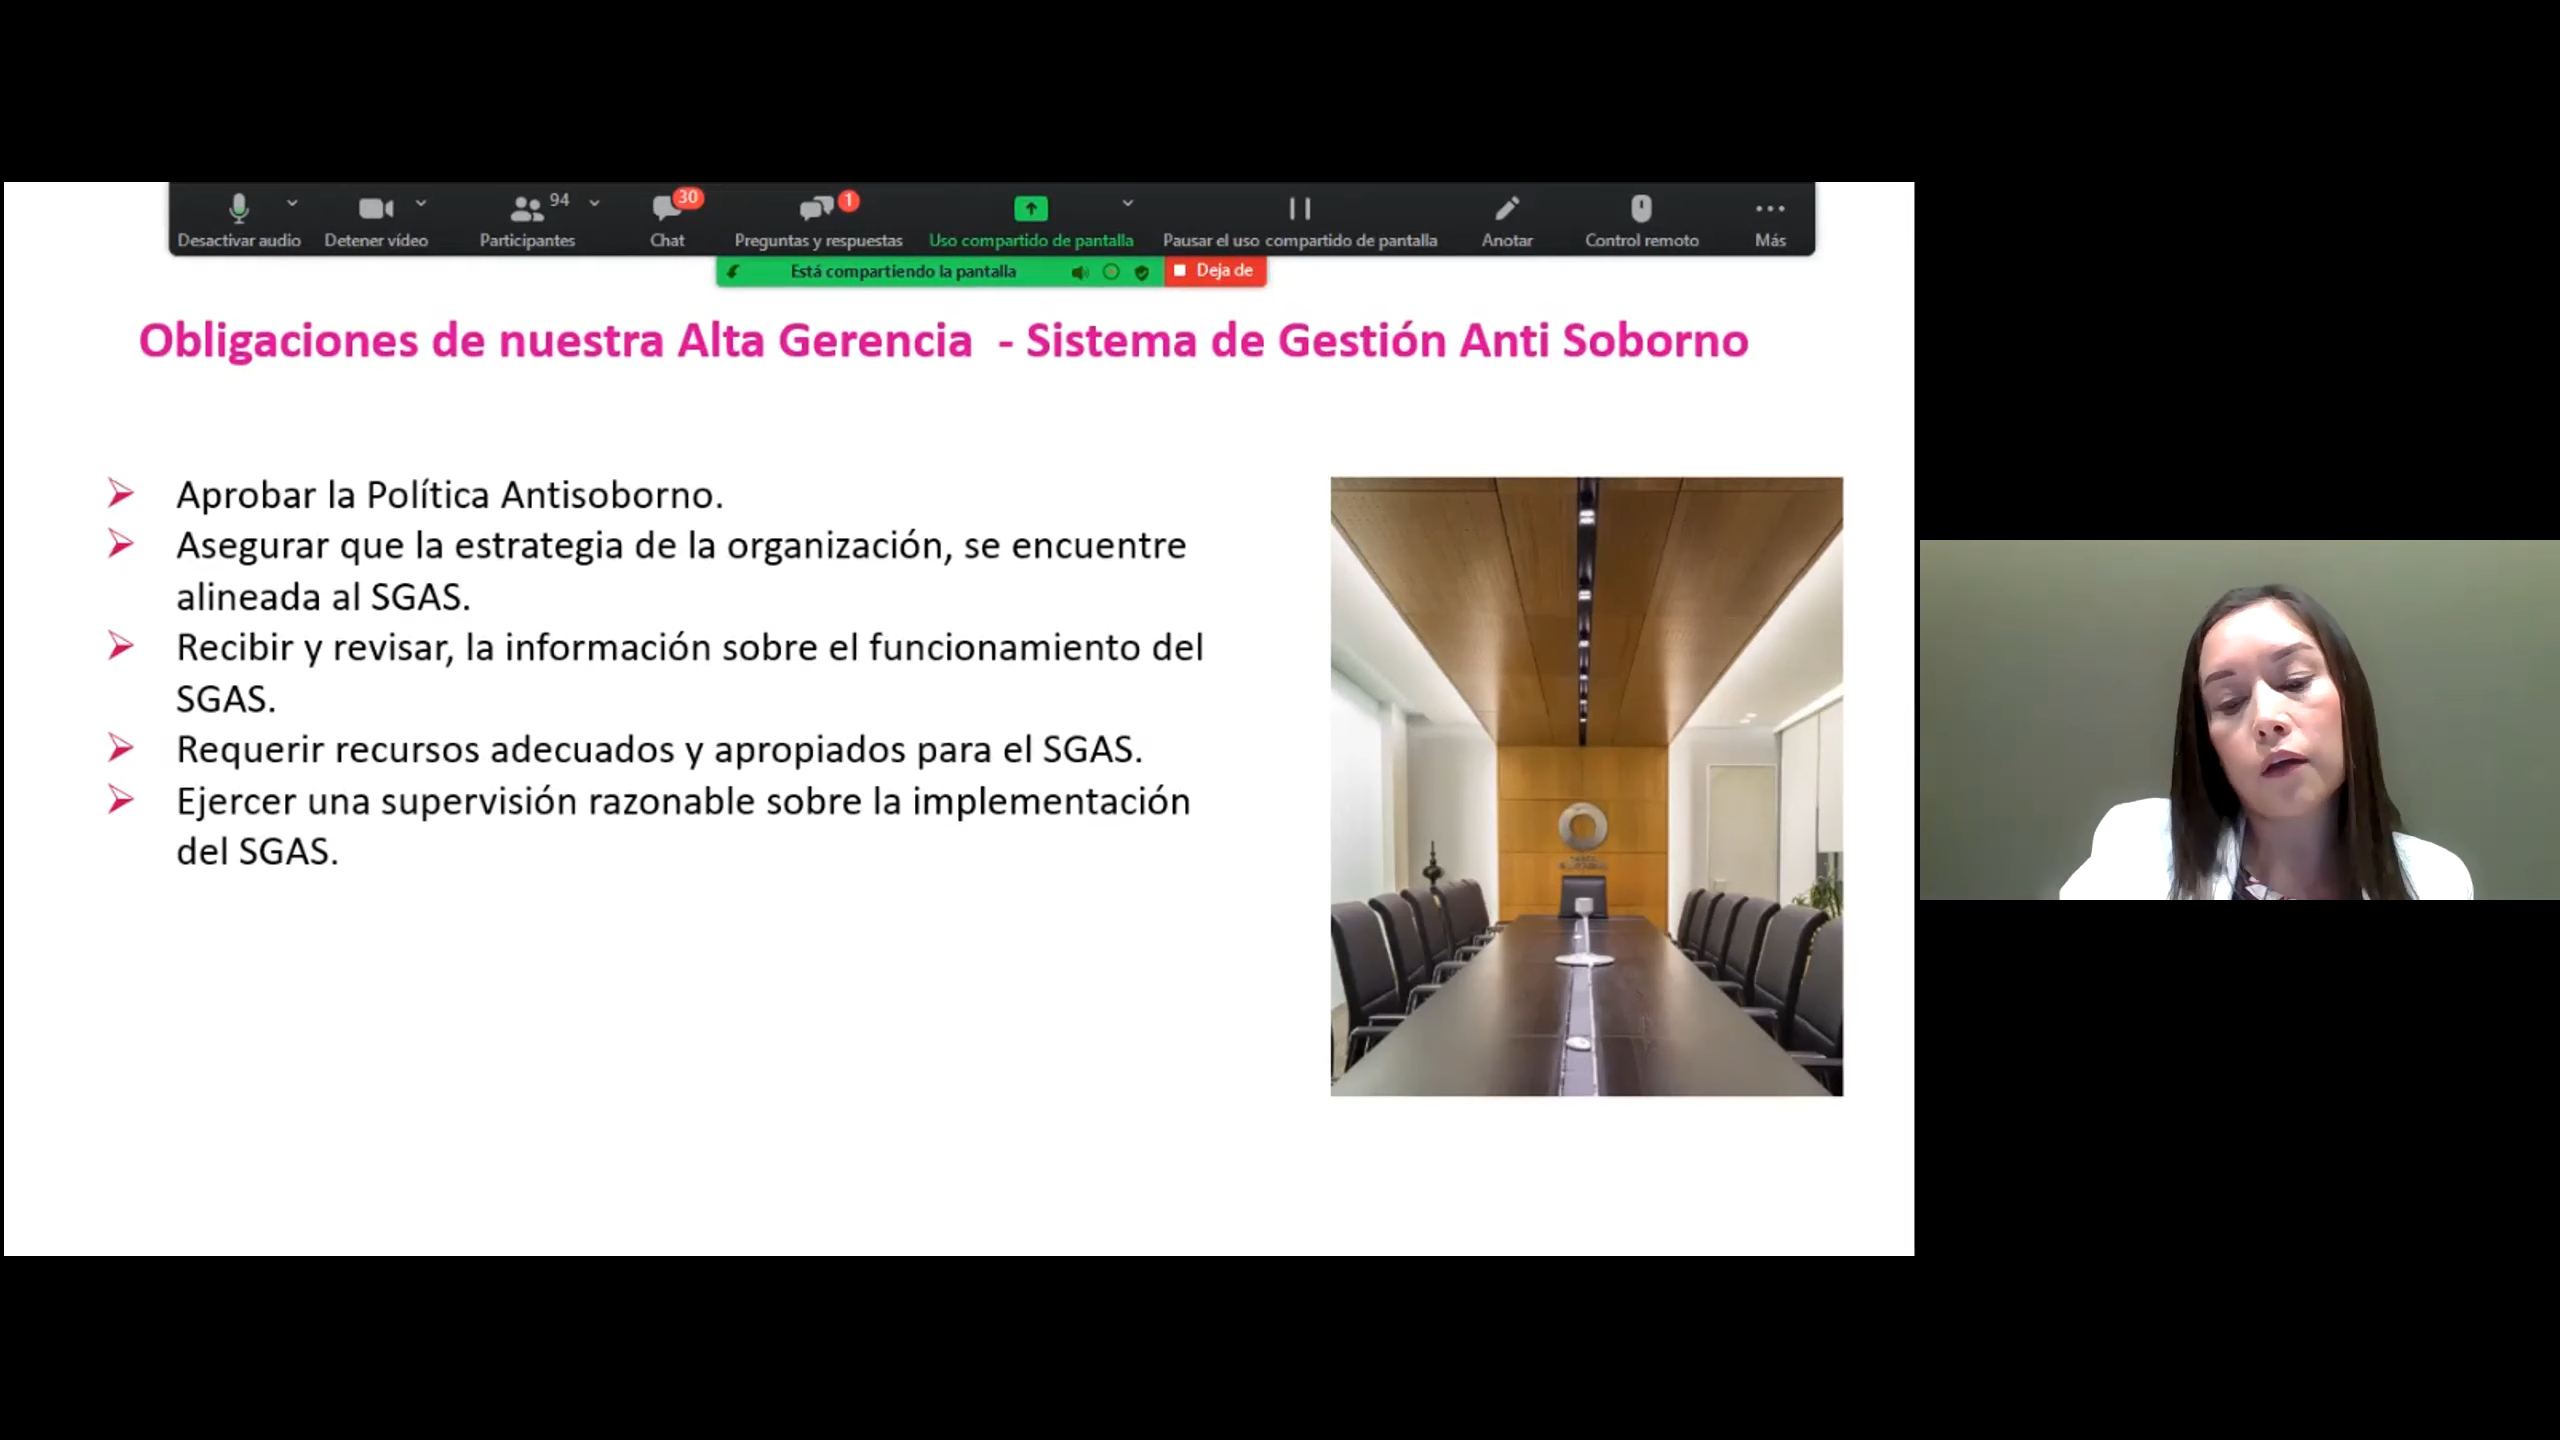 94
30
1
Desactivar audio
Detener vídeo
Participantes
Chat
Preguntas y respuestas
Uso compartido de pantalla
Pausar el uso compartido de pantalla
Anotar
Control remoto
Más
Está compartiendo la pantalla
Deja de
Obligaciones de nuestra Alta Gerencia - Sistema de Gestión Anti Soborno
Aprobar la Política Antisoborno.
Asegurar que la estrategia de la organización, se encuentre
alineada al SGAS.
Recibir y revisar, la información sobre el funcionamiento del
SGAS.
Requerir recursos adecuados y apropiados para el SGAS.
Ejercer una supervisión razonable sobre la implementación
del SGAS.